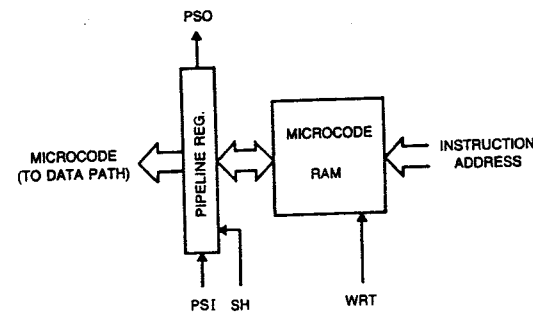 PSO
PIPELINE REG.
MICROCODE
RAM
MICROCODE
(TO DATA PATH)
INSTRUCTION
ADDRESS
PSI
SH
WRT